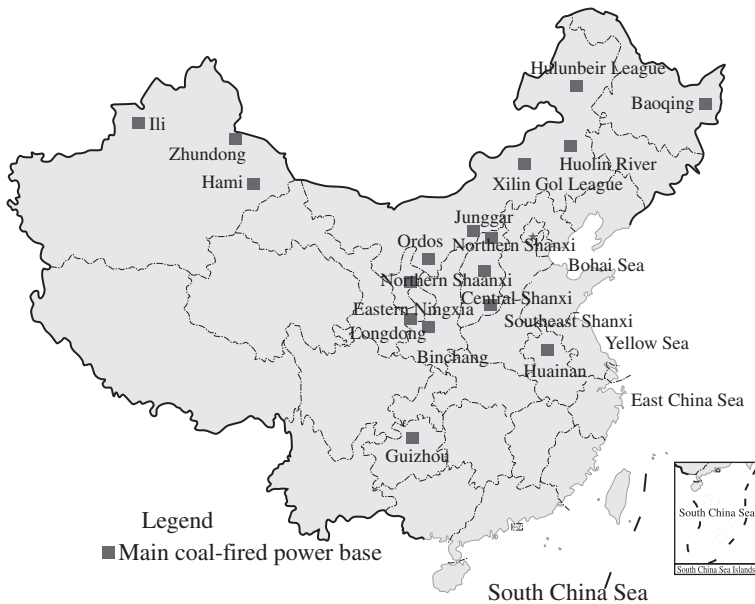 Hulunbeir League
Baoqing
Ili
Zhundong
Huolin River
Hami
Xilin Gol League
Junggar
Ordos
Northern Shanxi
Bohai Sea
Northern Shaanxi
Central-Shanxi
Eastern Ningxia
Southeast Shanxi
Longdong
Yellow Sea
Binchang
Huainan
East China Sea
Guizhou
Legend
Main coal-fired power base
South China Sea
South China Sea Islands
South China Sea